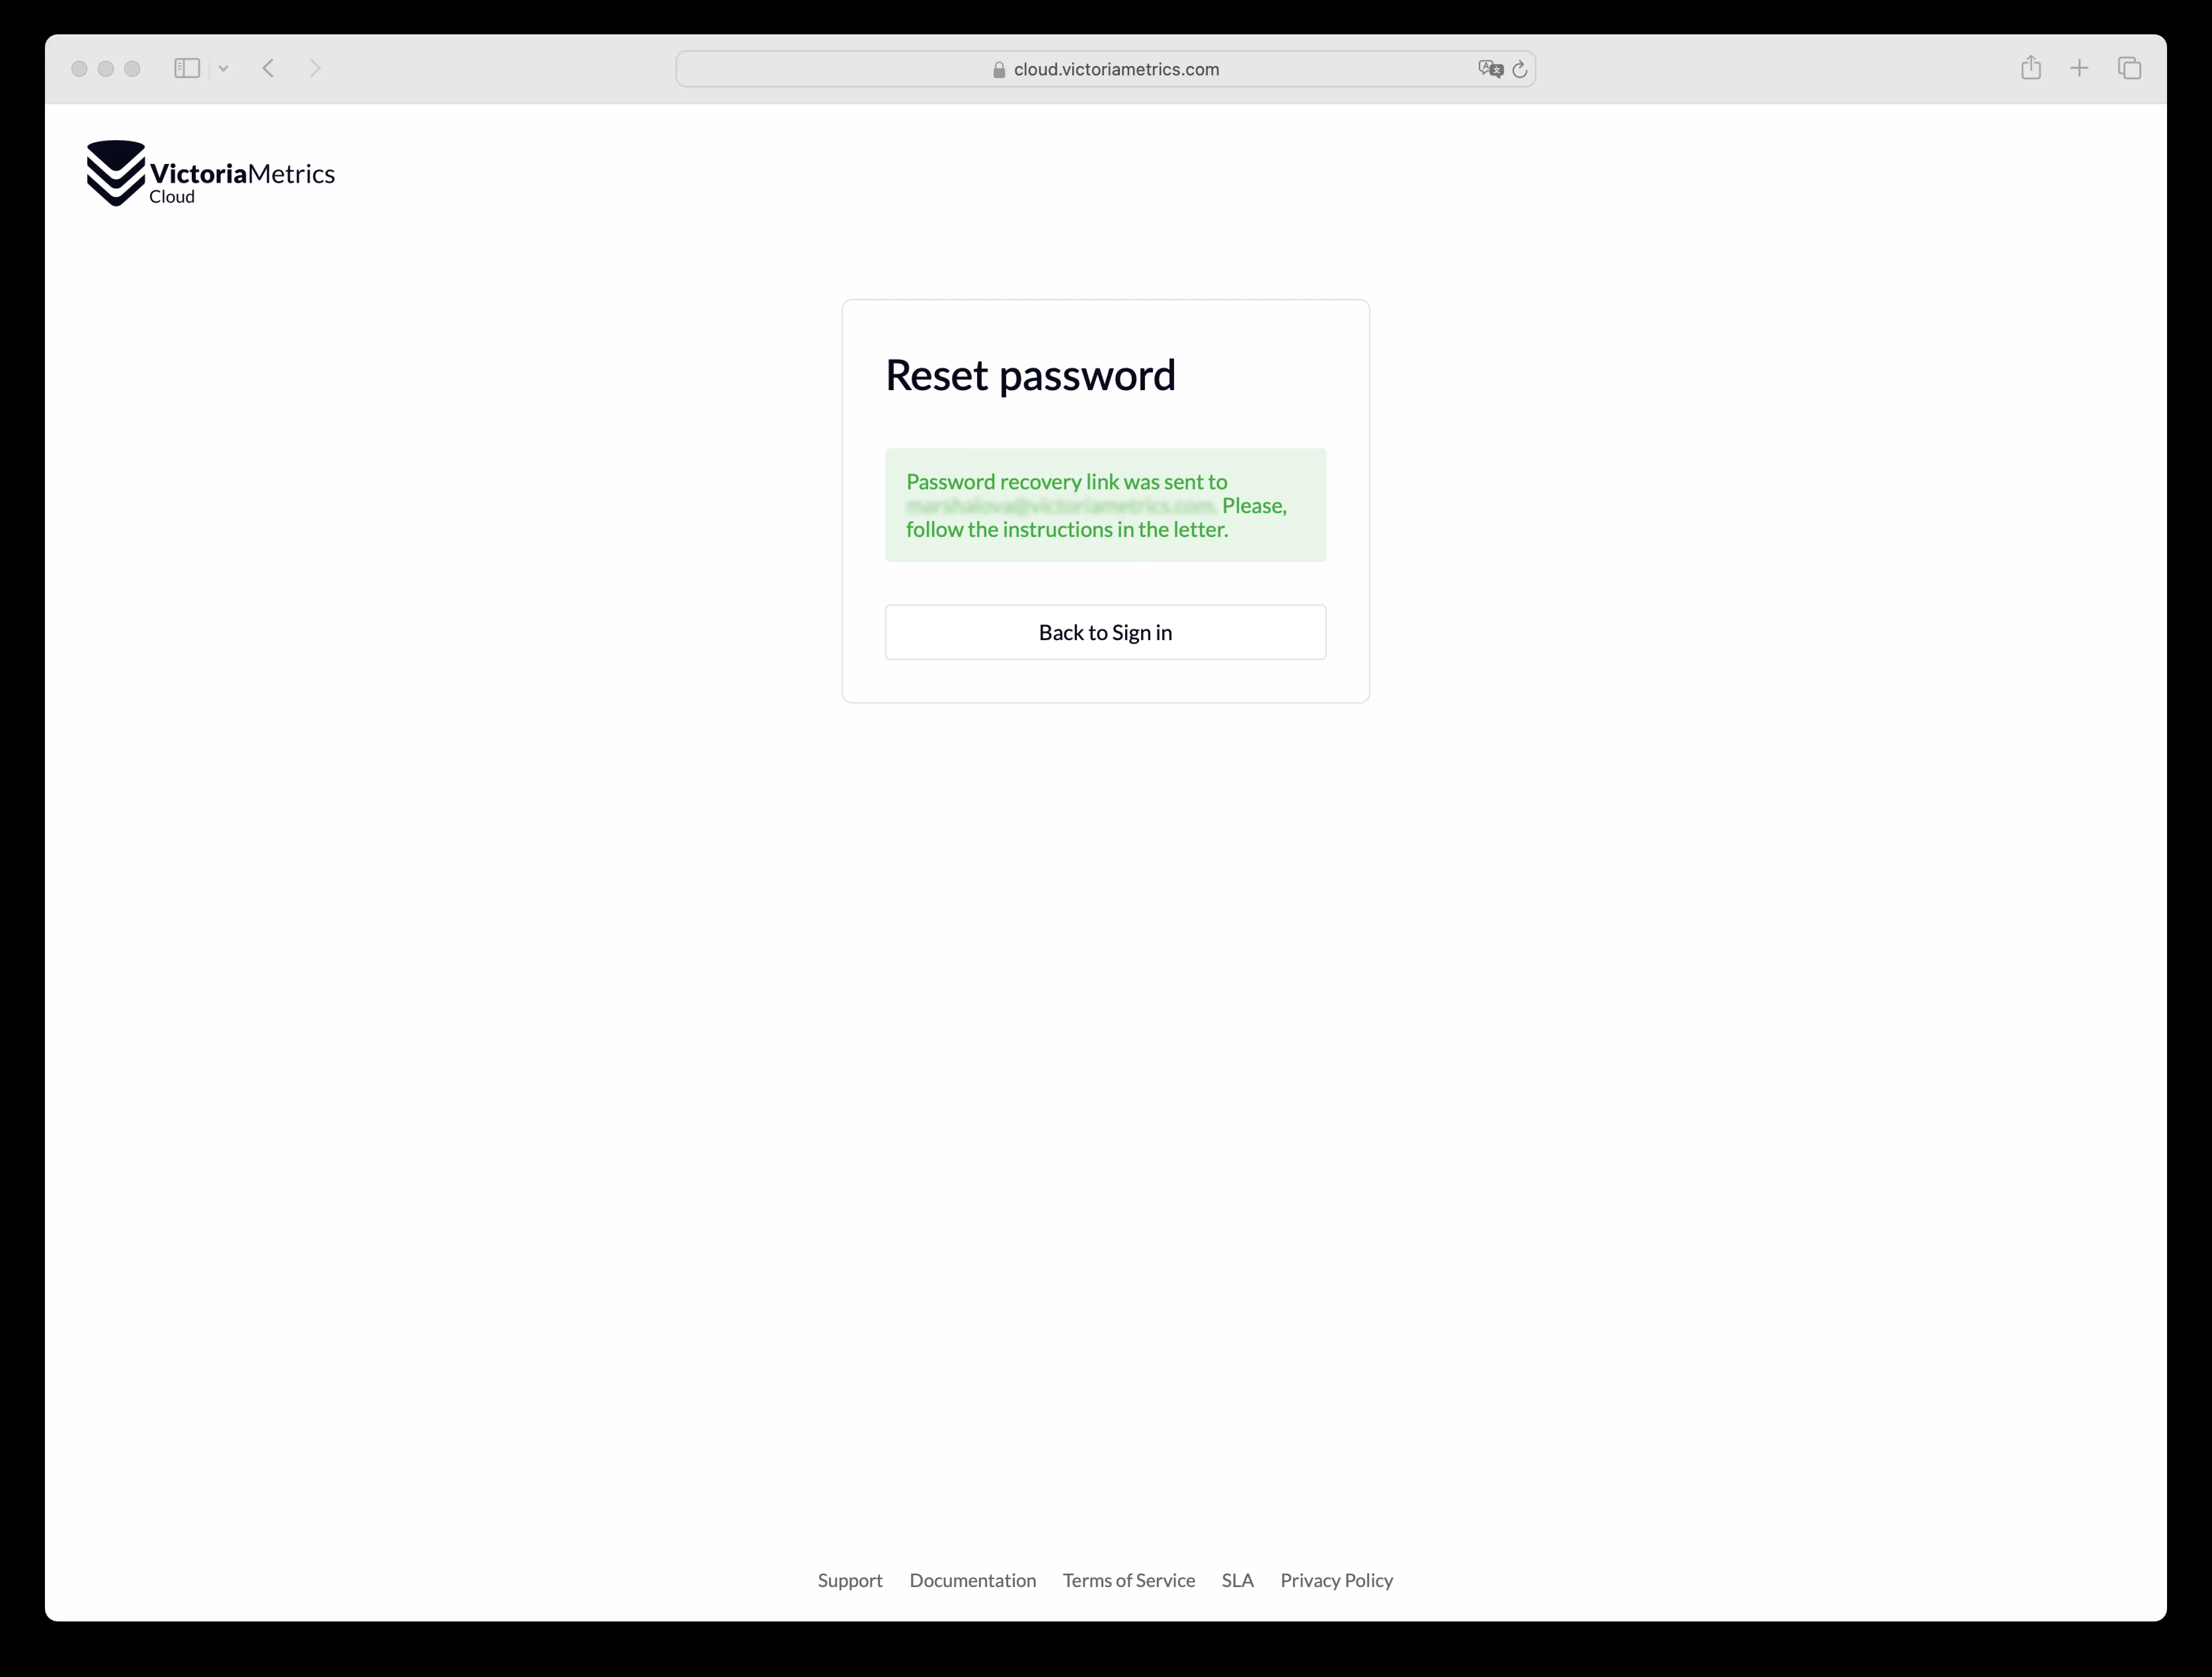 cloud.victoriametrics.com
VictoriaMetrics
Cloud
Reset password
Password recovery link was sent to
Please,
follow the instructions in the letter.
Back to Sign in
Support Documentation Terms of Service SLA Privacy Policy